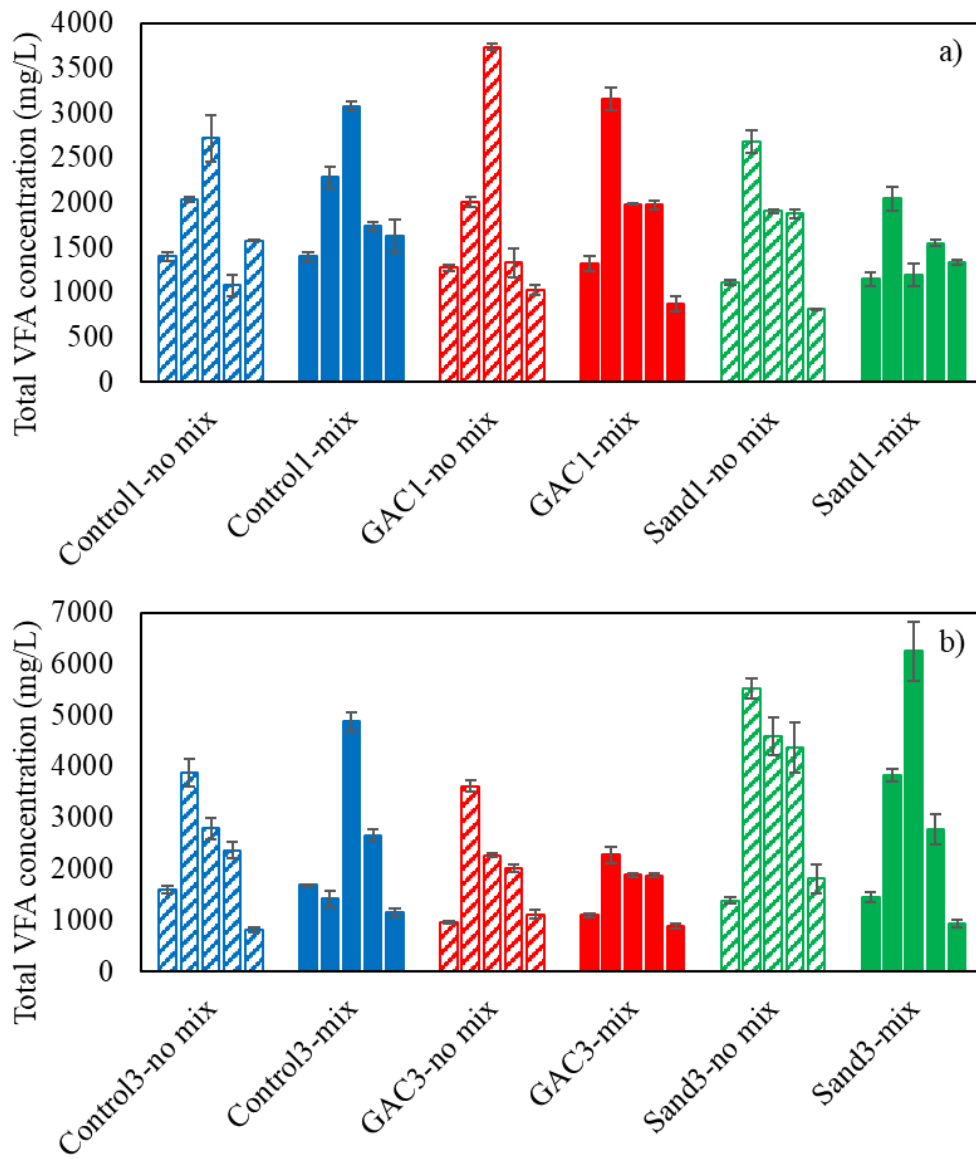 a)
Total VFA concentration (mg/L)
4000
3500
3000
2500
2000
1500
1000
500
0
Control1-no mix
Control1-mix
GAC1-no mix
GAC1-mix
Sand1-no mix
Sand1-mix
b)
Total VFA concentration (mg/L)
7000
6000
5000
4000
3000
2000
1000
0
Control3-no mix
Control3-mix
GAC3-no mix
GAC3-mix
Sand3-no mix
Sand3-mix